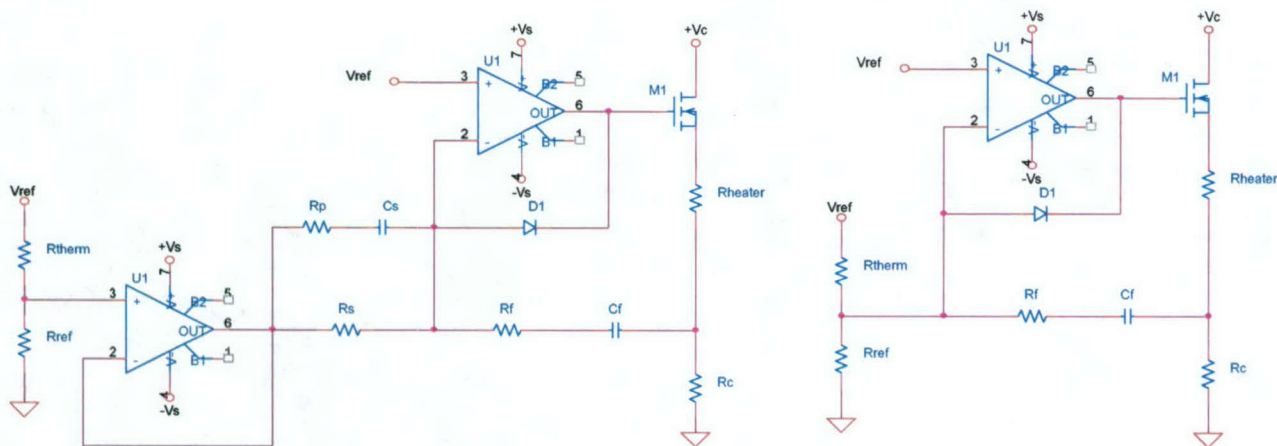 +Vs
7
U1
Vref
3
+
B2
5
OUT
6
2
-
B1
1
V
4
-Vs
M1
+Vc
Rheater
Rp
Cs
D1
Vref
Rtherm
Rref
+Vs
7
U1
3
+
B2
5
OUT
6
2
-
B1
1
V
4
-Vs
Rs
Rf
Cf
Rc
+Vs
7
U1
Vref
3
+
B2
5
OUT
6
2
-
B1
1
V
4
-Vs
M1
+Vc
Rheater
D1
Vref
Rtherm
Rref
Rf
Cf
Rc